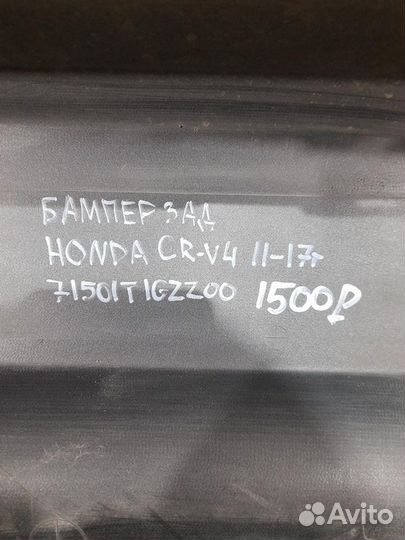 БАМПЕР ЗАД
HONDA CR-V4 11-17г
71501T1GZZ00 1500₽
Avito